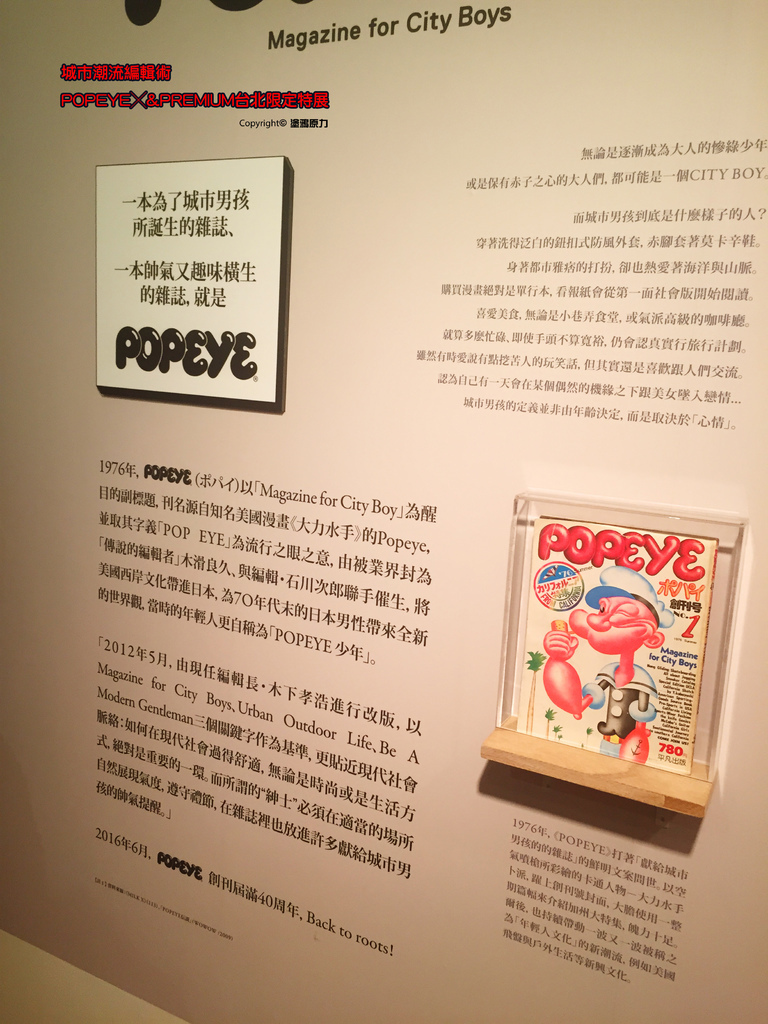 Magazine for City Boys
城市潮流編輯術
POPEYE╳&PREMIUM台北限定特展
Copyright© 塗鴉原力
一本為了城市男孩
所誕生的雜誌、
一本帥氣又趣味橫生
的雜誌，就是
POPEYE
無論是逐漸成為大人的慘綠少年
或是保有赤子之心的大人們，都可能是一個CITY BOY。
而城市男孩到底是什麼樣子的人？
穿著洗得泛白的鈕扣式防風外套，赤腳套著莫卡辛鞋。
身著都市雅痞的打扮，卻也熱愛著海洋與山脈。
購買漫畫絕對是單行本，看報紙會從第一面社會版開始閱讀。
喜愛美食，無論是小巷弄食堂，或氣派高級的咖啡廳。
就算多麽忙碌、即使手頭不算寬裕，仍會認真實行旅行計劃。
雖然有時愛說有點挖苦人的玩笑話，但其實還是喜歡跟人們交流。
認為自己有一天會在某個偶然的機緣之下跟美女墜入戀情…
城市男孩的定義並非由年齡決定，而是取決於「心情」。
1976年，POPEYE（ポパイ）以「Magazine for City Boy」為醒
目的副標題，刊名源自知名美國漫畫《大力水手》的Popeye，
並取其字義「POP EYE」為流行之眼之意，由被業界封為
「傳說的編輯者」木滑良久、與編輯·石川次郎聯手催生，將
美國西岸文化帶進日本，為70年代末的日本男性帶來全新
的世界觀，當時的年輕人更自稱為「POPEYE 少年」。
「2012年5月，由現任編輯長·木下孝浩進行改版，以
Magazine for City Boys、Urban Outdoor Life、Be A
Modern Gentleman三個關鍵字作為基準，更貼近現代社會
脈絡：如何在現代社會過得舒適，無論是時尚或是生活方
式，絕對是重要的一環。而所謂的“紳士”必須在適當的場所
自然展現氣度，遵守禮節，在雜誌裡也放進許多獻給城市男
孩的帥氣提醒。」
2016年6月，POPEYE 創刊屆滿40周年，Back to roots!
POPEYE
ポパイ
創刊号
NO.1
'76
カリフォルニア
FROM CALIFORNIA
Magazine
for City Boys
780
平凡出版
1976年，《POPEYE》打著「獻給城市
男孩的的雜誌」的鮮明文案問世。以空
氣噴槍所彩繪的卡通人物—大力水手
卜派，躍上創刊號封面，大膽使用一整
期篇幅來介紹加州大特集，魄力十足。
爾後，也持續帶動一波又一波被稱之
為「年輕人文化」的新潮流，例如美國
飛盤與戶外生活等新興文化。